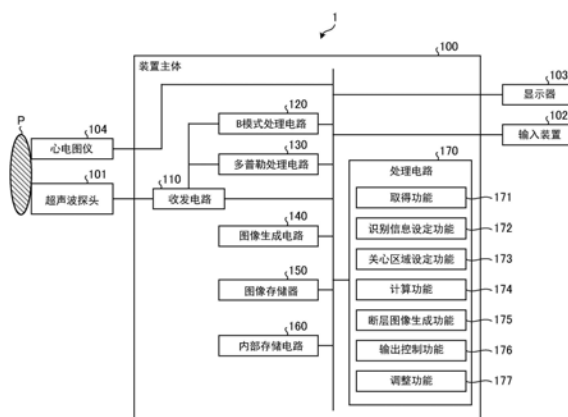 1
100
装置主体
103
显示器
102
输入装置
P
104
心电图仪
101
超声波探头
110
收发电路
120
B模式处理电路
130
多普勒处理电路
140
图像生成电路
150
图像存储器
160
内部存储电路
170
处理电路
取得功能 171
识别信息设定功能 172
关心区域设定功能 173
计算功能 174
断层图像生成功能 175
输出控制功能 176
调整功能 177